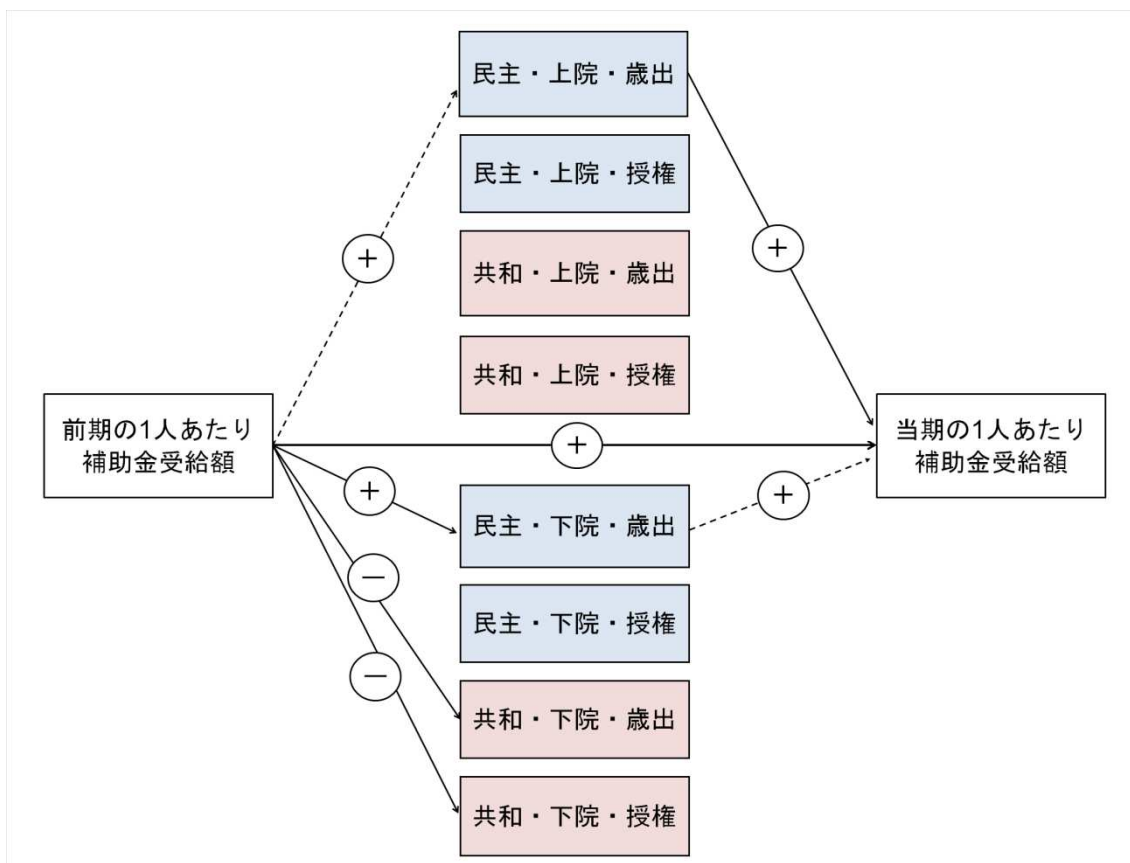 民主・上院・歳出
民主・上院・授権
共和・上院・歳出
共和・上院・授権
前期の1人あたり
補助金受給額
当期の1人あたり
補助金受給額
民主・下院・歳出
民主・下院・授権
共和・下院・歳出
共和・下院・授権
+
+
+
+
+
−
−